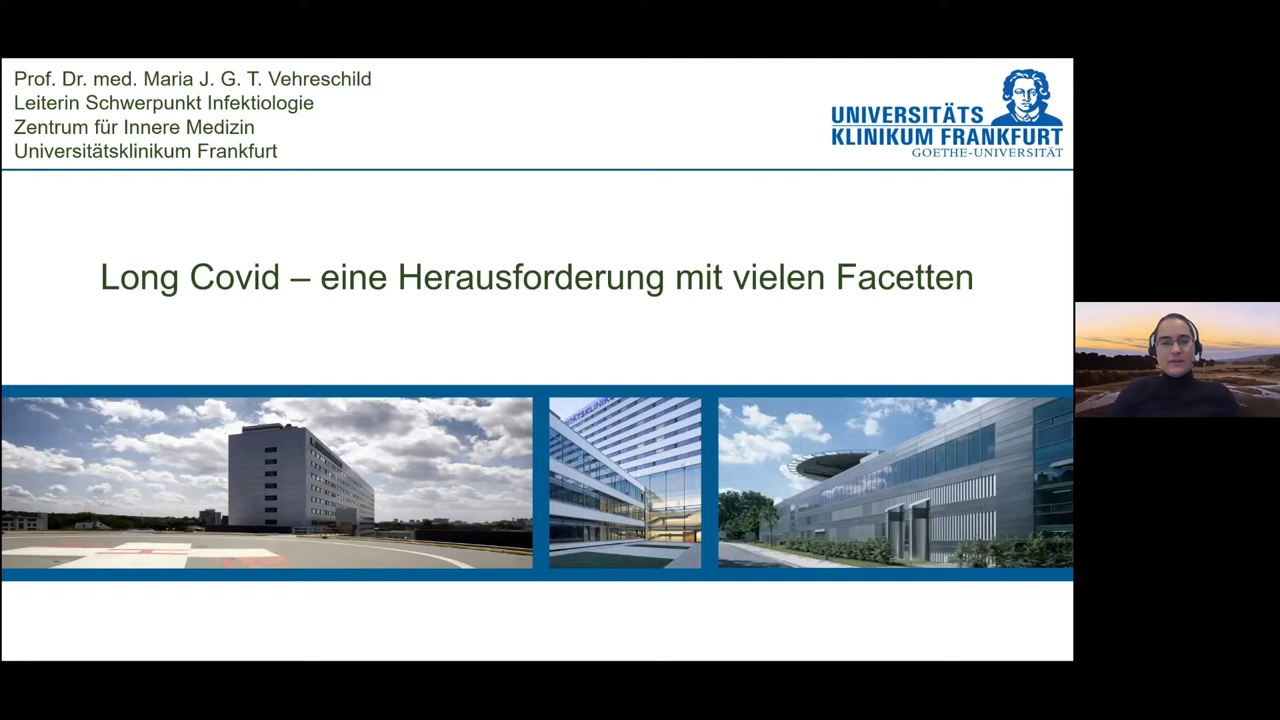 Prof. Dr. med. Maria J. G. T. Vehreschild
Leiterin Schwerpunkt Infektiologie
Zentrum für Innere Medizin
Universitätsklinikum Frankfurt
UNIVERSITÄTS
KLINIKUM FRANKFURT
GOETHE-UNIVERSITÄT
Long Covid – eine Herausforderung mit vielen Facetten